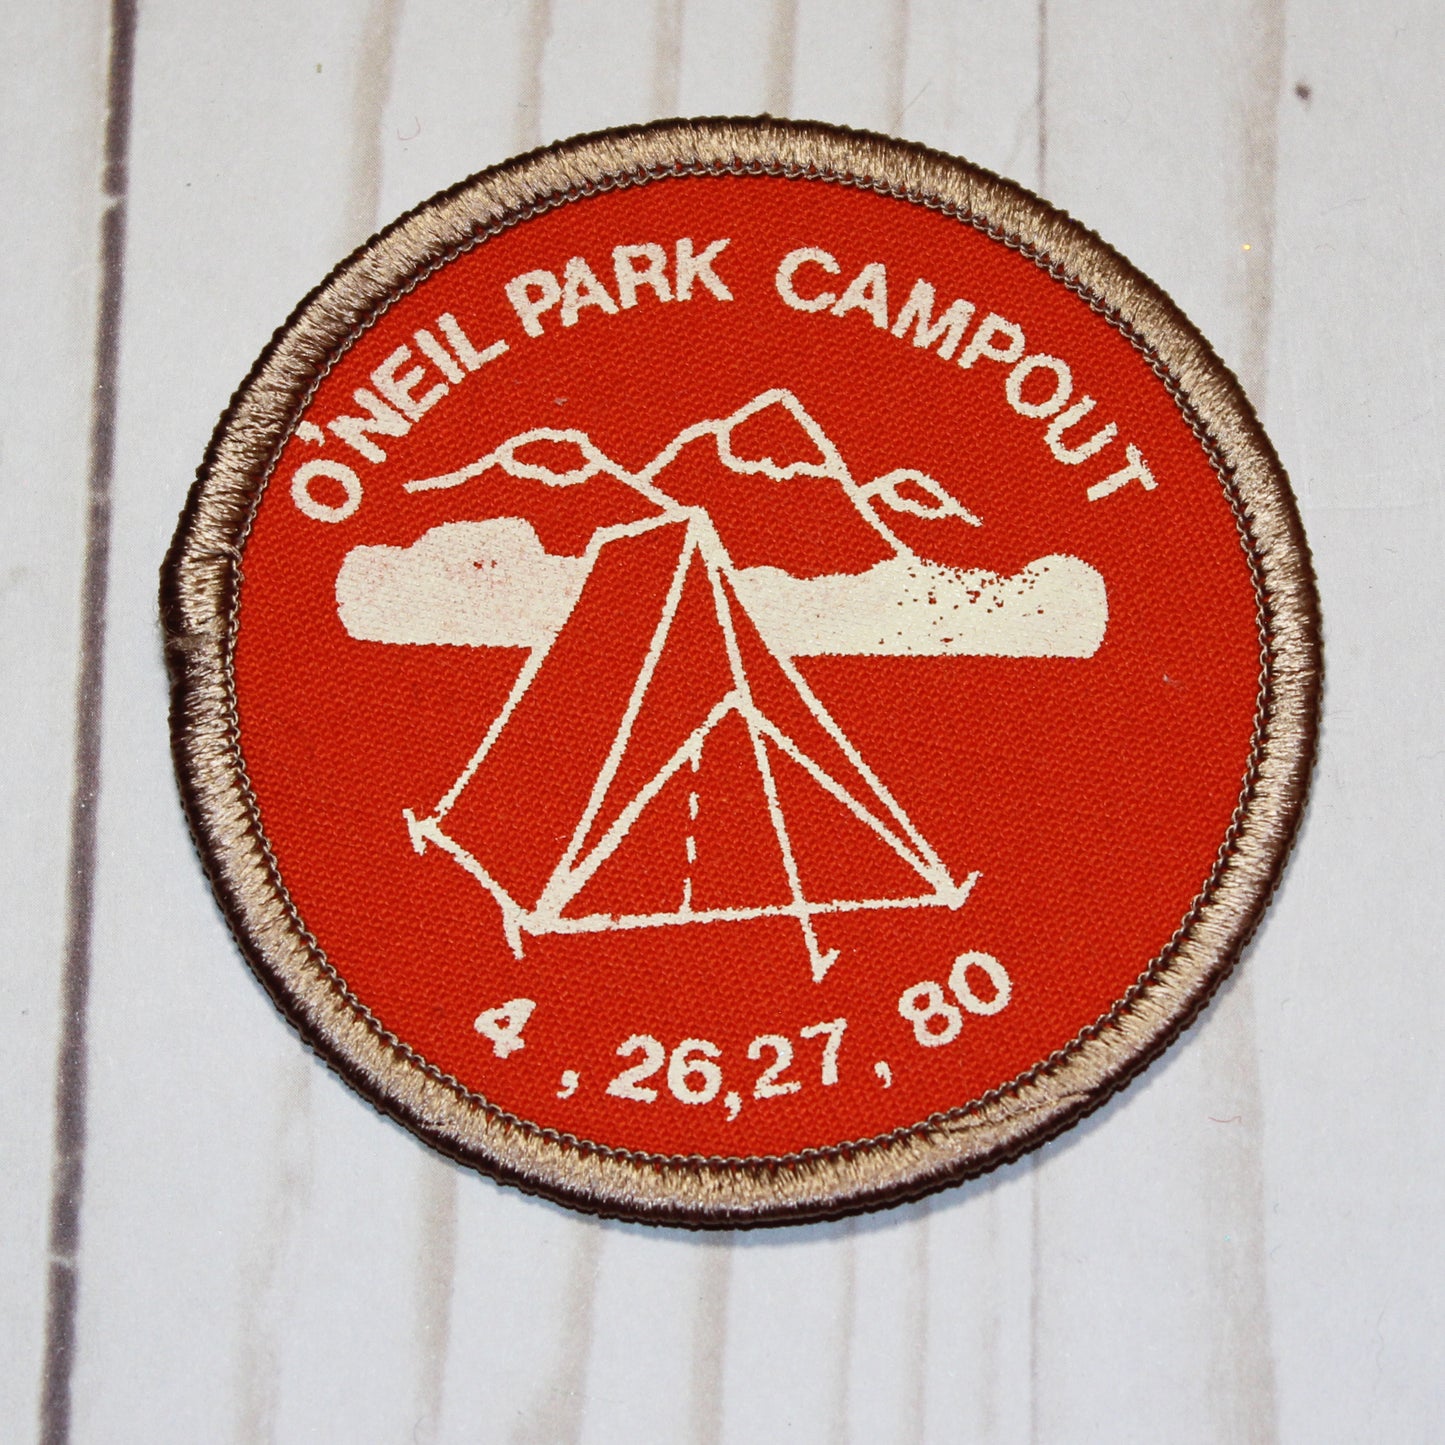 O'NEIL PARK CAMPOUT
4, 26,27, 80